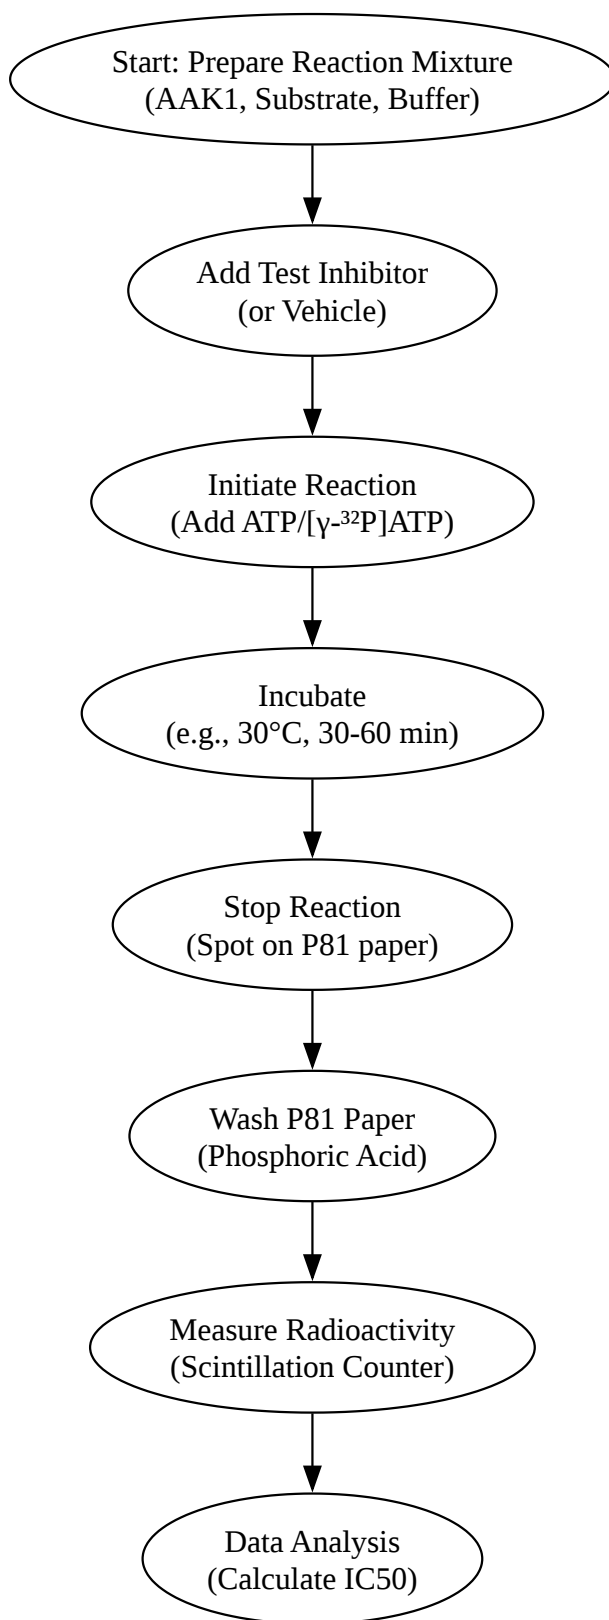 Start: Prepare Reaction Mixture
(AAK1, Substrate, Buffer)
Add Test Inhibitor
(or Vehicle)
Initiate Reaction
(Add ATP/[γ-³²P]ATP)
Incubate
(e.g., 30°C, 30-60 min)
Stop Reaction
(Spot on P81 paper)
Wash P81 Paper
(Phosphoric Acid)
Measure Radioactivity
(Scintillation Counter)
Data Analysis
(Calculate IC50)